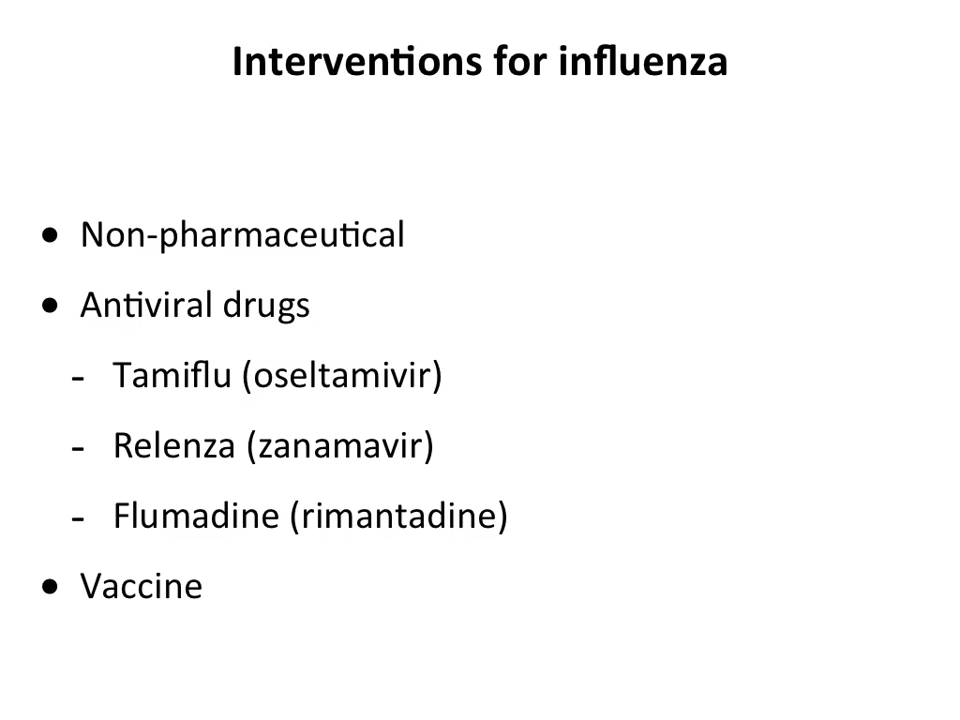 Interventions for influenza
• Non-pharmaceutical
• Antiviral drugs
- Tamiflu (oseltamivir)
- Relenza (zanamavir)
- Flumadine (rimantadine)
• Vaccine